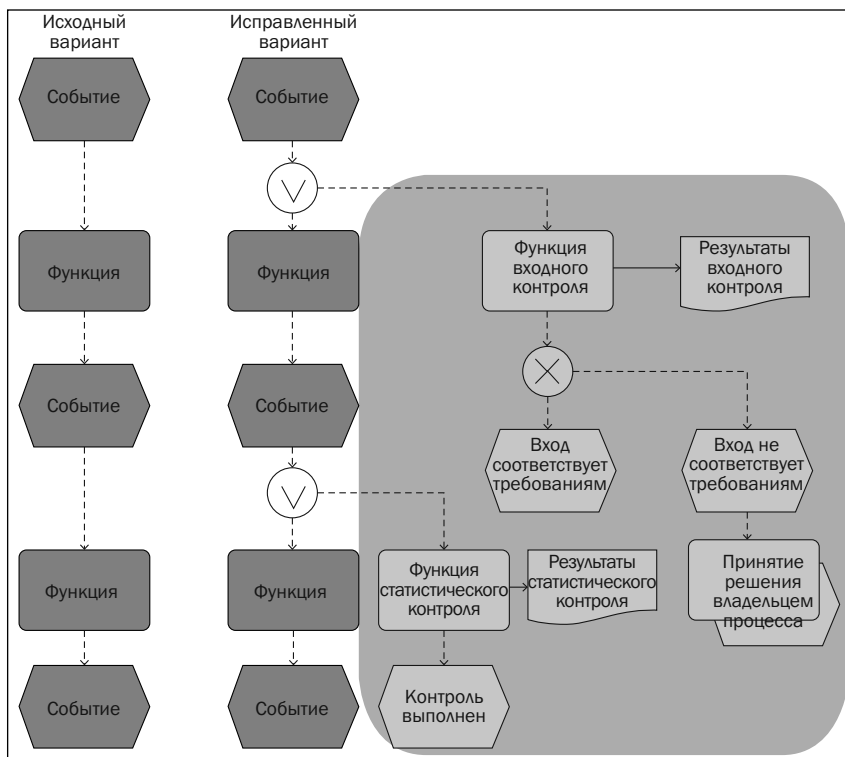 Исходный
вариант
Исправленный
вариант
Событие
Событие
Функция
Функция
Функция
входного
контроля
Результаты
входного
контроля
Событие
Событие
Вход
соответствует
требованиям
Вход не
соответствует
требованиям
Функция
Функция
Функция
статистического
контроля
Результаты
статистического
контроля
Принятие
решения
владельцем
процесса
Событие
Событие
Контроль
выполнен